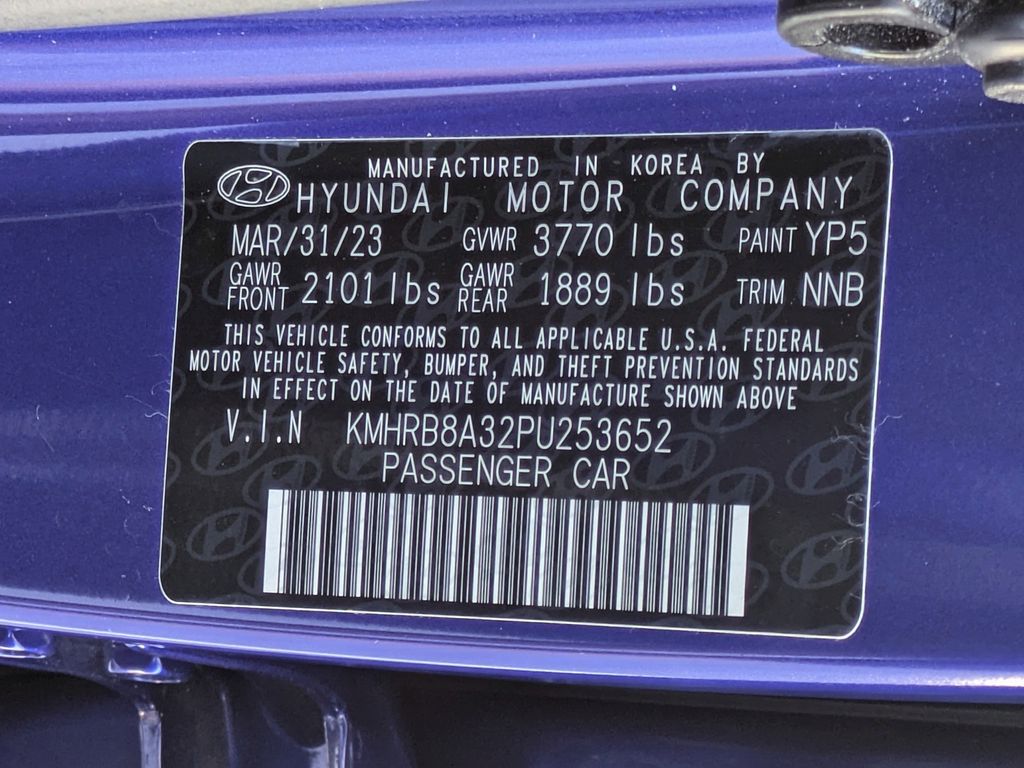 MANUFACTURED IN KOREA BY
HYUNDAI MOTOR COMPANY
MAR/31/23 GVWR 3770 lbs PAINT YP5
GAWR FRONT 2101 lbs GAWR REAR 1889 lbs TRIM NNB
THIS VEHICLE CONFORMS TO ALL APPLICABLE U.S.A. FEDERAL
MOTOR VEHICLE SAFETY, BUMPER, AND THEFT PREVENTION STANDARDS
IN EFFECT ON THE DATE OF MANUFACTURE SHOWN ABOVE
V.I.N KMHRB8A32PU253652
PASSENGER CAR